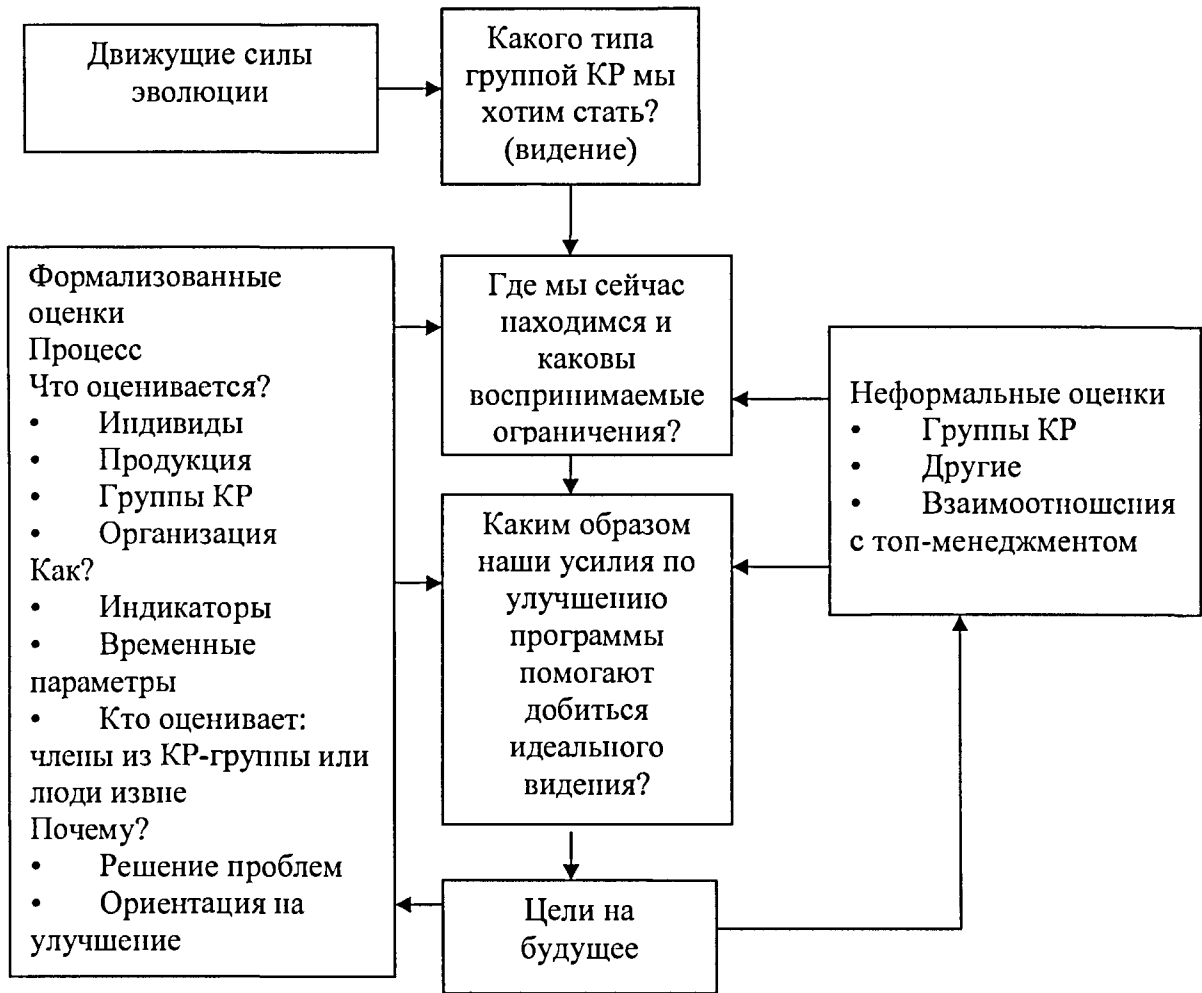 Движущие силы
эволюции
Какого типа
группой КР мы
хотим стать?
(видение)
Формализованные
оценки
Процесс
Что оценивается?
• Индивиды
• Продукция
• Группы КР
• Организация
Как?
• Индикаторы
• Временные
параметры
• Кто оценивает:
члены из КР-группы или
люди извне
Почему?
• Решение проблем
• Ориентация на
улучшение
Где мы сейчас
находимся и
каковы
воспринимаемые
ограничения?
Каким образом
наши усилия по
улучшению
программы
помогают
добиться
идеального
видения?
Цели на
будущее
Неформальные оценки
• Группы КР
• Другие
• Взаимоотношения
с топ-менеджментом